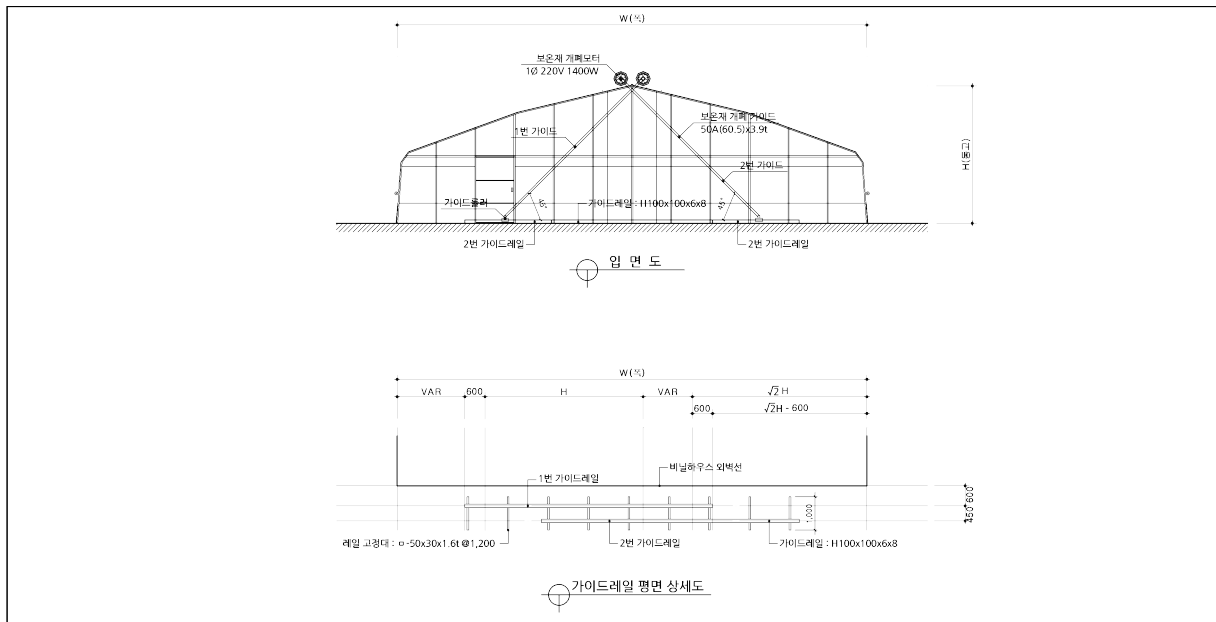 W(폭)
보온재 개폐모터
1Ø 220V 1400W
보온재 개폐 가이드
50A(60.5)x3.9t
1번 가이드
2번 가이드
H(동고)
가이드롤러
45°
가이드레일 : H100x100x6x8
45°
2번 가이드레일
2번 가이드레일
입 면 도
W(폭)
VAR
600
H
VAR
√2 H
600
√2H - 600
비닐하우스 외벽선
1번 가이드레일
600
450
1,000
레일 고정대 : ㅁ-50x30x1.6t @1,200
2번 가이드레일
가이드레일 : H100x100x6x8
가이드레일 평면 상세도